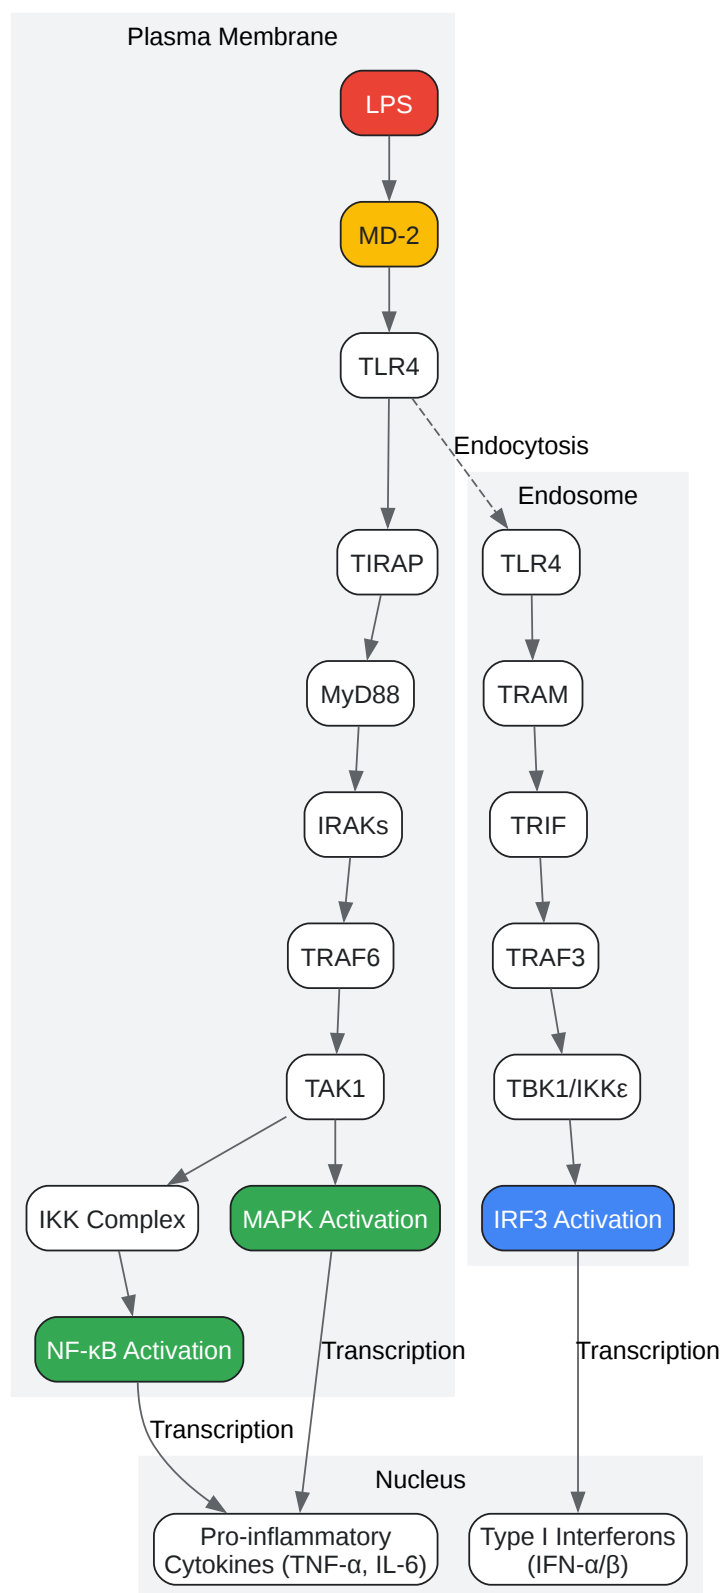 Plasma Membrane
LPS
MD-2
TLR4
Endocytosis
Endosome
TIRAP
TLR4
MyD88
TRAM
IRAKs
TRIF
TRAF6
TRAF3
TAK1
TBK1/IKKε
IKK Complex
MAPK Activation
IRF3 Activation
NF-κB Activation
Transcription
Transcription
Transcription
Nucleus
Pro-inflammatory
Cytokines (TNF-α, IL-6)
Type I Interferons
(IFN-α/β)